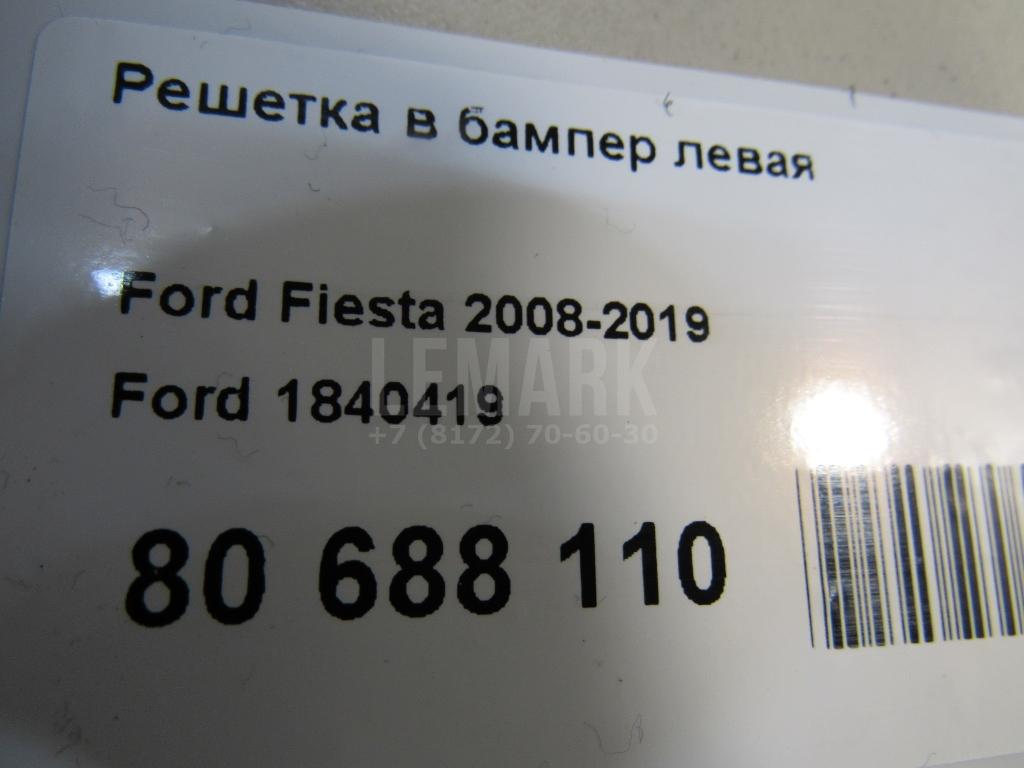 Решетка в бампер левая
Ford Fiesta 2008-2019
Ford 1840419
LEMARK
+7 (8172) 70-60-30
80 688 110